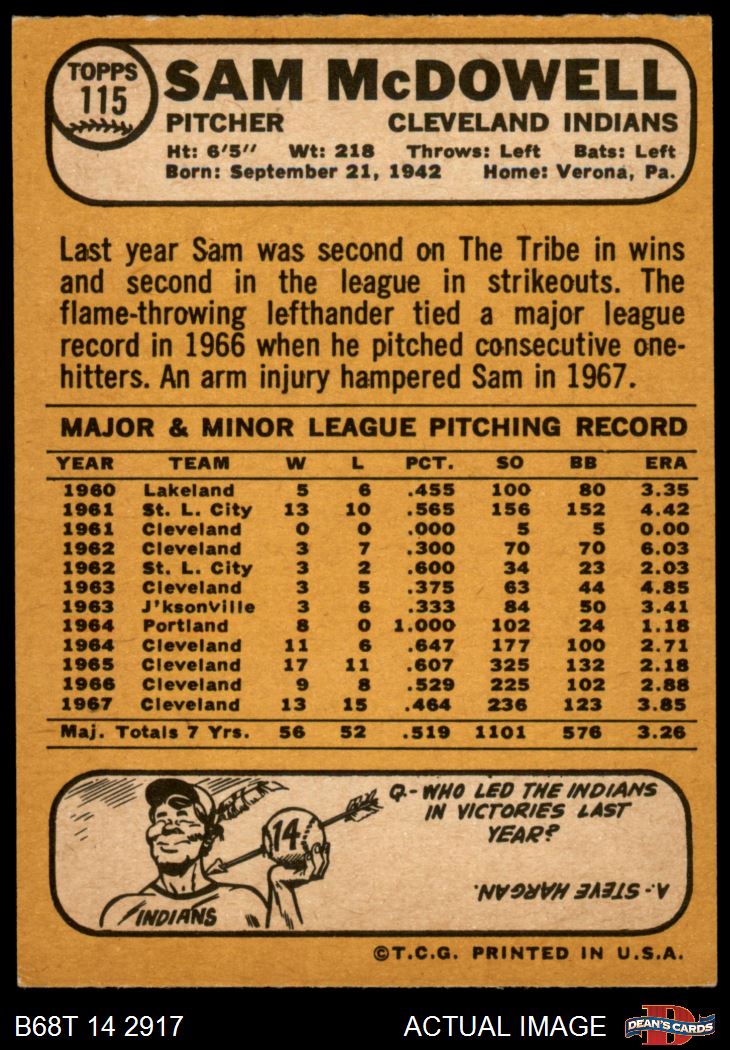 TOPPS
115
SAM McDOWELL
PITCHER CLEVELAND INDIANS
Ht: 6'5" Wt: 218 Throws: Left Bats: Left
Born: September 21, 1942 Home: Verona, Pa.
Last year Sam was second on The Tribe in wins
and second in the league in strikeouts. The
flame-throwing lefthander tied a major league
record in 1966 when he pitched consecutive one-
hitters. An arm injury hampered Sam in 1967.
MAJOR & MINOR LEAGUE PITCHING RECORD
YEAR TEAM W L PCT. SO BB ERA
1960 Lakeland 5 6 .455 100 80 3.35
1961 St. L. City 13 10 .565 156 152 4.42
1961 Cleveland 0 0 .000 5 5 0.00
1962 Cleveland 3 7 .300 70 70 6.03
1962 St. L. City 3 2 .600 34 23 2.03
1963 Cleveland 3 5 .375 63 44 4.85
1963 J'ksonville 3 6 .333 84 50 3.41
1964 Portland 8 0 1.000 102 24 1.18
1964 Cleveland 11 6 .647 177 100 2.71
1965 Cleveland 17 11 .607 325 132 2.18
1966 Cleveland 9 8 .529 225 102 2.88
1967 Cleveland 13 15 .464 236 123 3.85
Maj. Totals 7 Yrs. 56 52 .519 1101 576 3.26
Q-WHO LED THE INDIANS
IN VICTORIES LAST
YEAR?
14
A-STEVE HARGAN.
INDIANS
©T.C.G. PRINTED IN U.S.A.
B68T 14 2917 ACTUAL IMAGE
D
DEAN'S CARDS